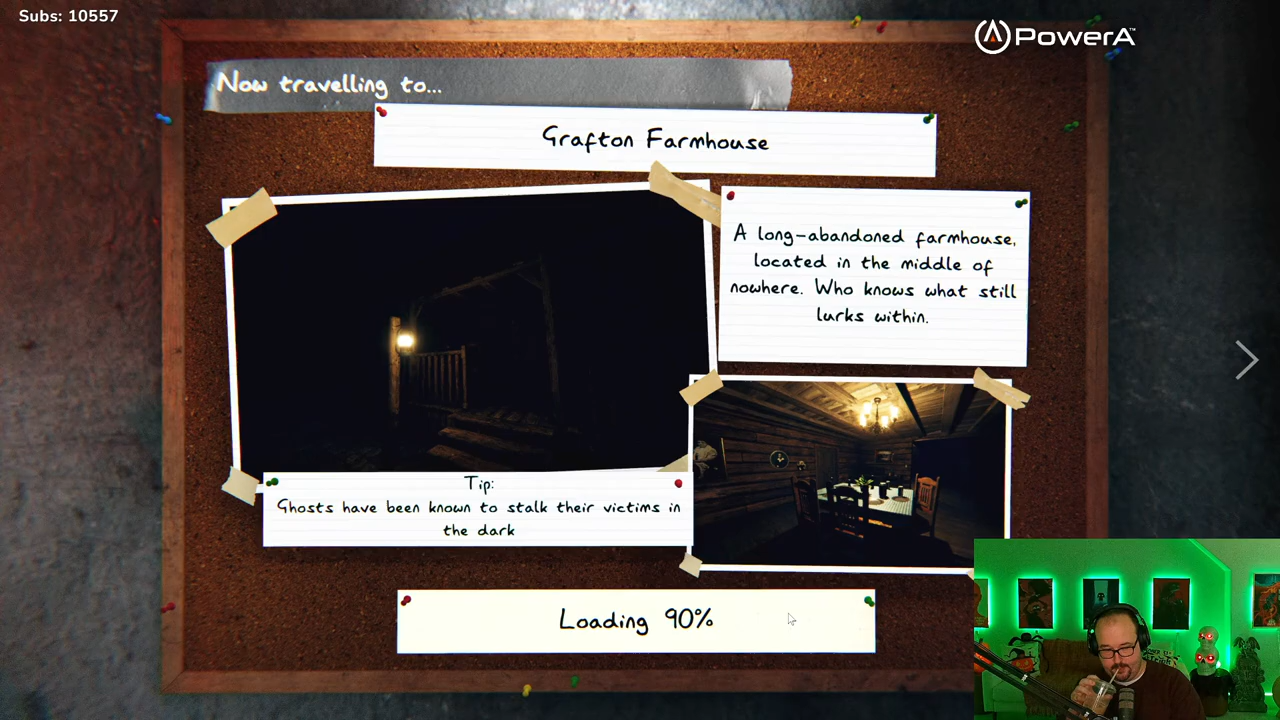 Subs: 10557
PowerA
Now travelling to...
Grafton Farmhouse
A long-abandoned farmhouse,
located in the middle of
nowhere. Who knows what still
lurks within.
Tip:
Ghosts have been known to stalk their victims in
the dark
Loading 90%